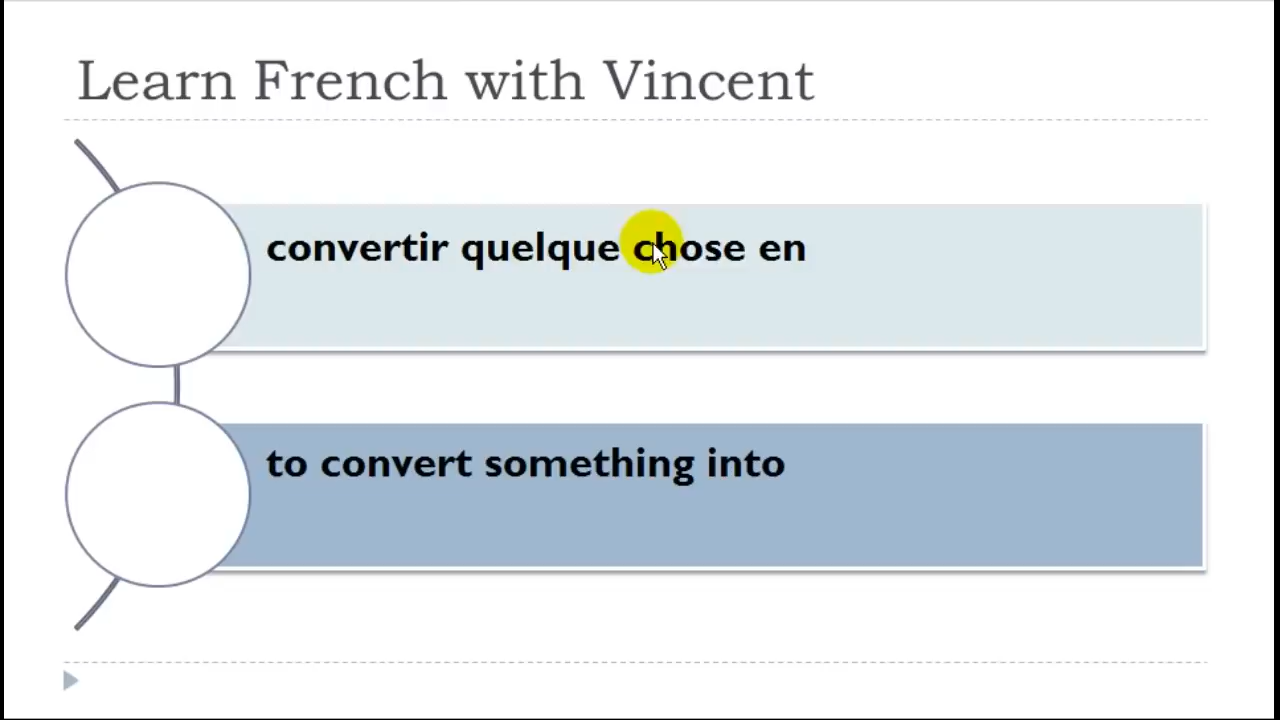 Learn French with Vincent
convertir quelque chose en
to convert something into